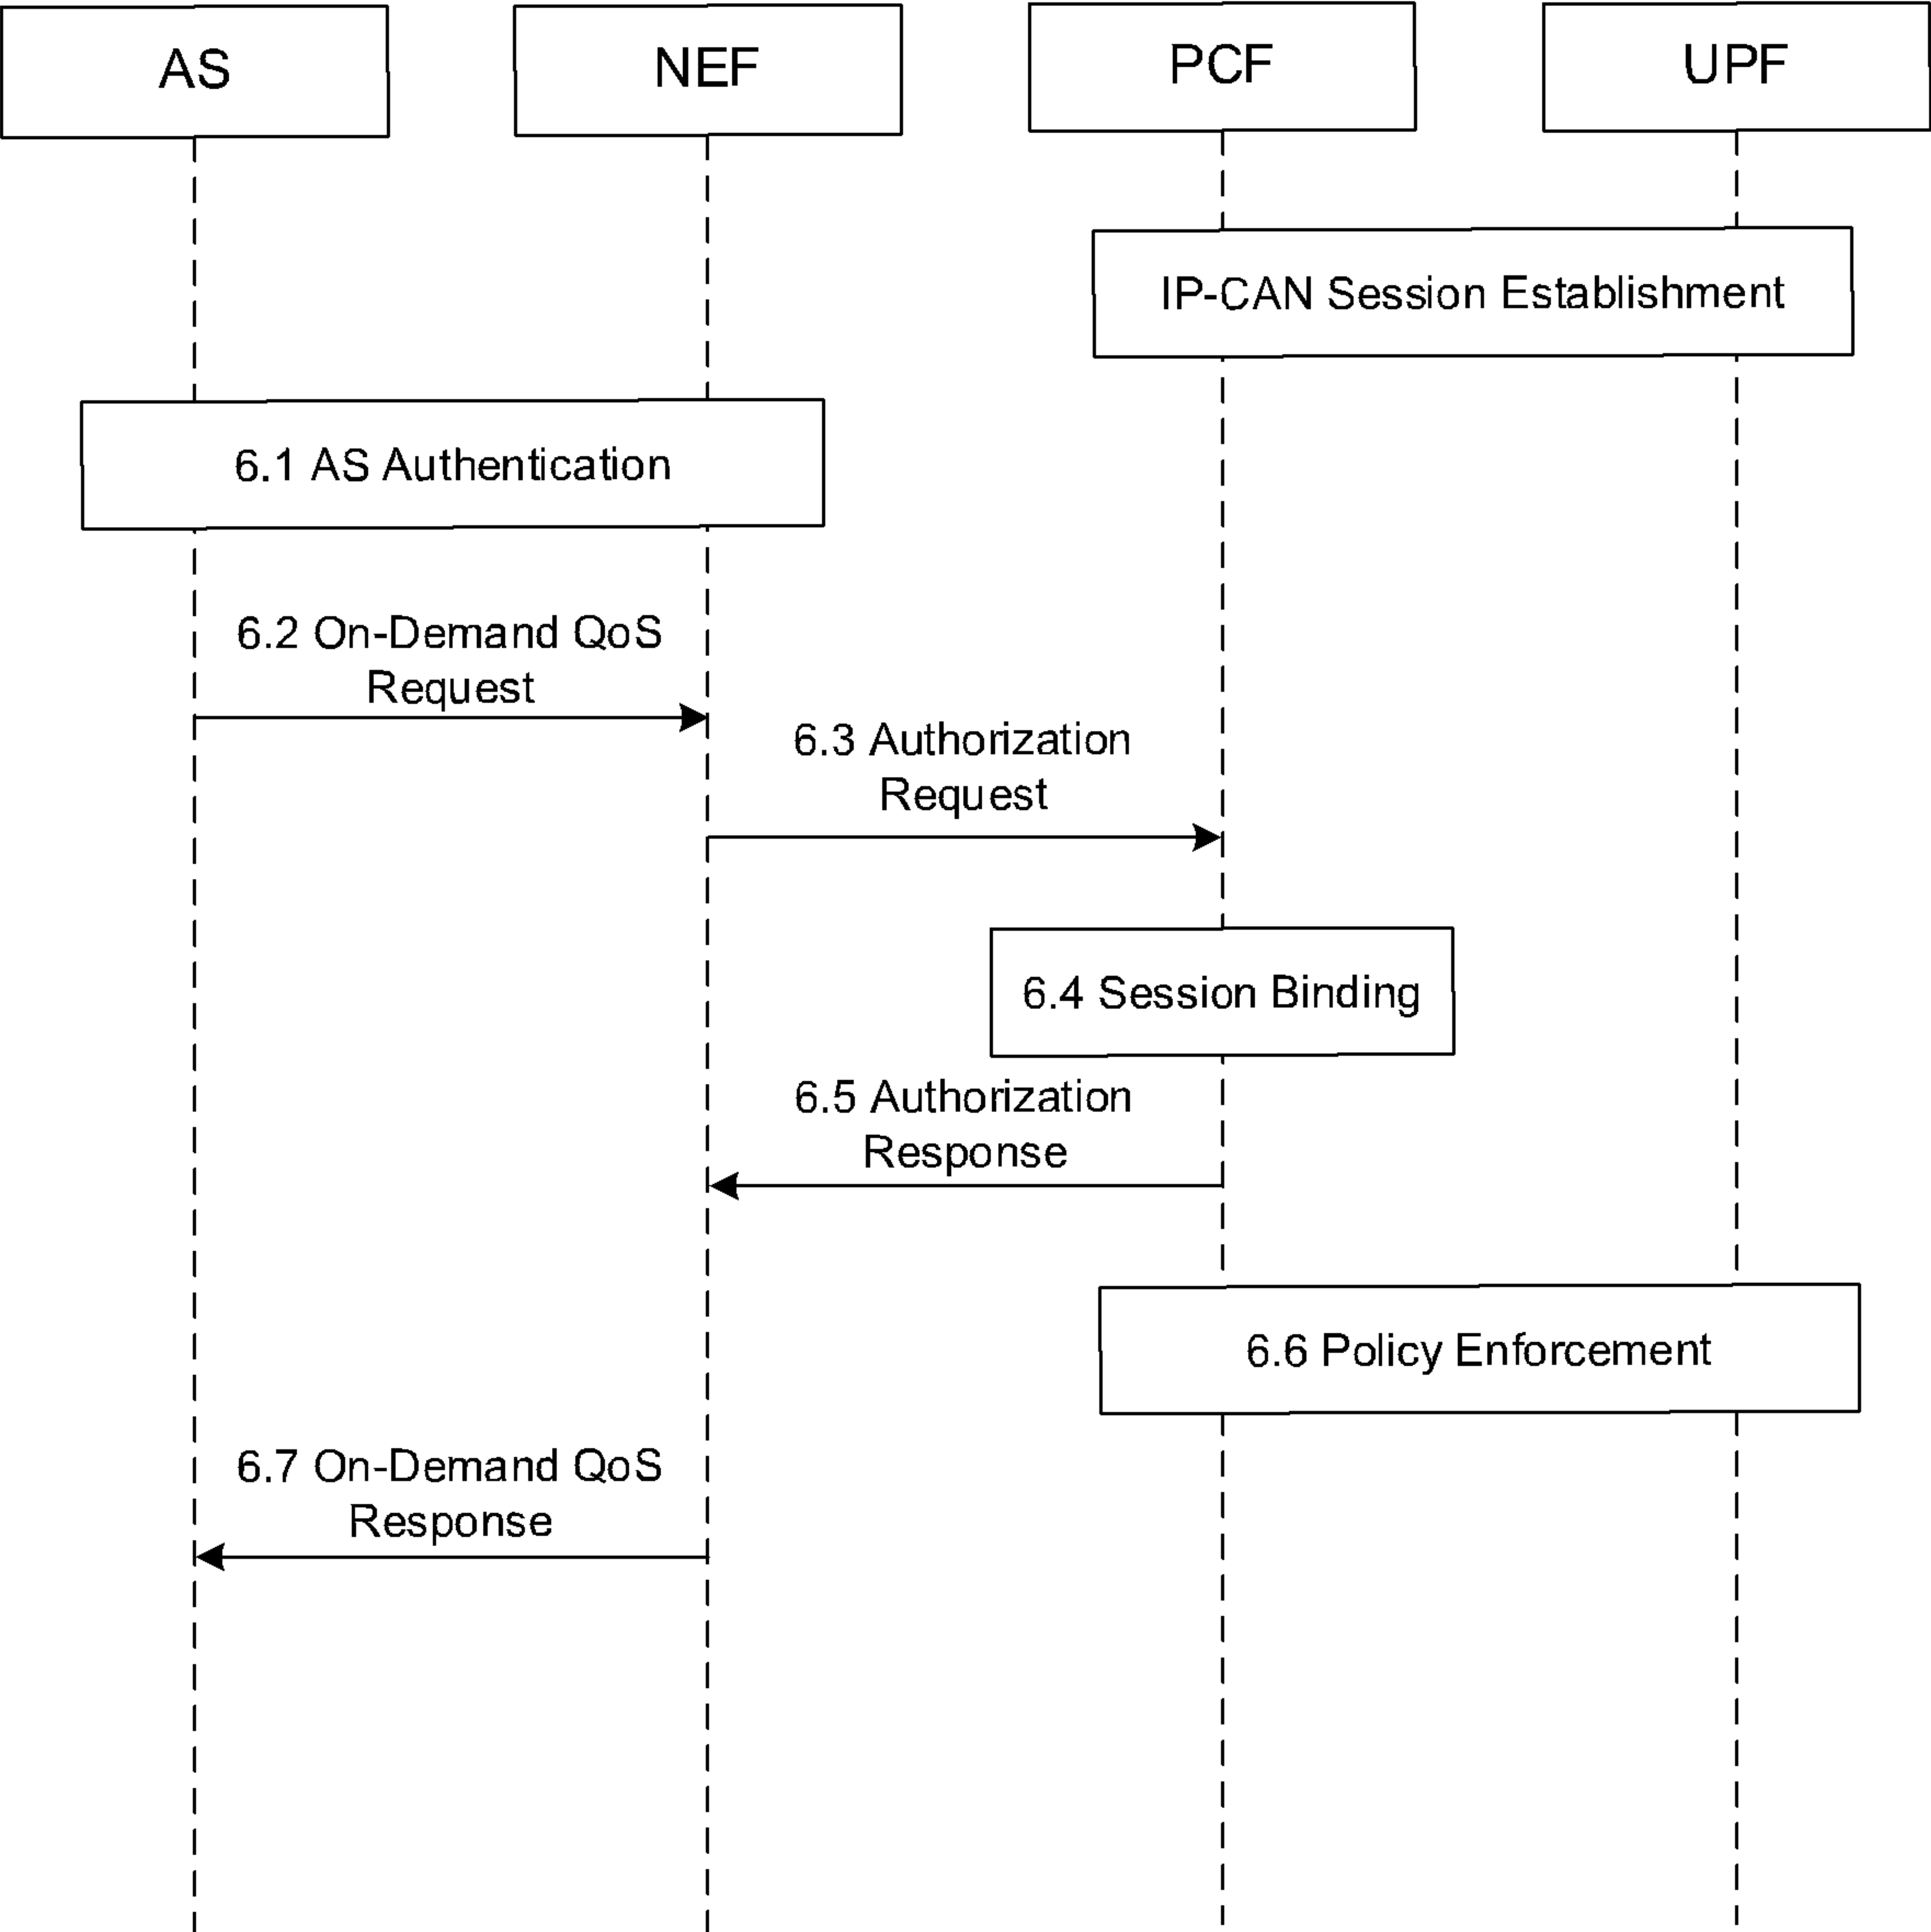 AS
NEF
PCF
UPF
IP-CAN Session Establishment
6.1 AS Authentication
6.2 On-Demand QoS
Request
6.3 Authorization
Request
6.4 Session Binding
6.5 Authorization
Response
6.6 Policy Enforcement
6.7 On-Demand QoS
Response